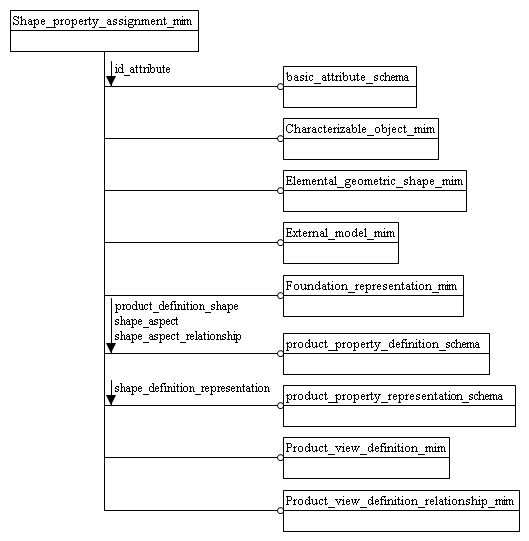 Shape_property_assignment_mim
id_attribute
basic_attribute_schema
Characterizable_object_mim
Elemental_geometric_shape_mim
External_model_mim
Foundation_representation_mim
product_definition_shape
shape_aspect
shape_aspect_relationship
product_property_definition_schema
shape_definition_representation
product_property_representation_schema
Product_view_definition_mim
Product_view_definition_relationship_mim